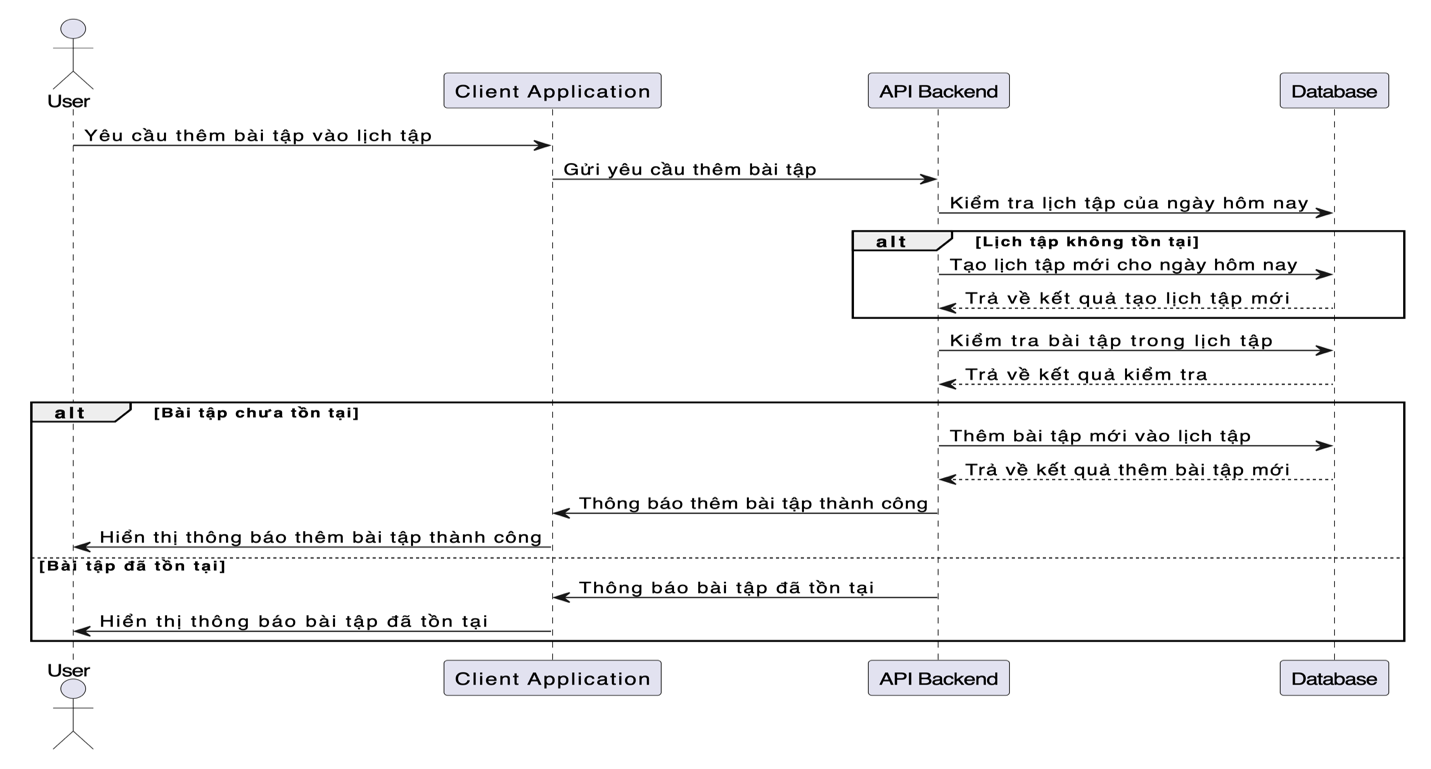 User
Client Application
API Backend
Database
Yêu cầu thêm bài tập vào lịch tập
Gửi yêu cầu thêm bài tập
Kiểm tra lịch tập của ngày hôm nay
alt [Lịch tập không tồn tại]
Tạo lịch tập mới cho ngày hôm nay
Trả về kết quả tạo lịch tập mới
Kiểm tra bài tập trong lịch tập
Trả về kết quả kiểm tra
alt [Bài tập chưa tồn tại]
Thêm bài tập mới vào lịch tập
Trả về kết quả thêm bài tập mới
Thông báo thêm bài tập thành công
Hiển thị thông báo thêm bài tập thành công
[Bài tập đã tồn tại]
Thông báo bài tập đã tồn tại
Hiển thị thông báo bài tập đã tồn tại
User
Client Application
API Backend
Database